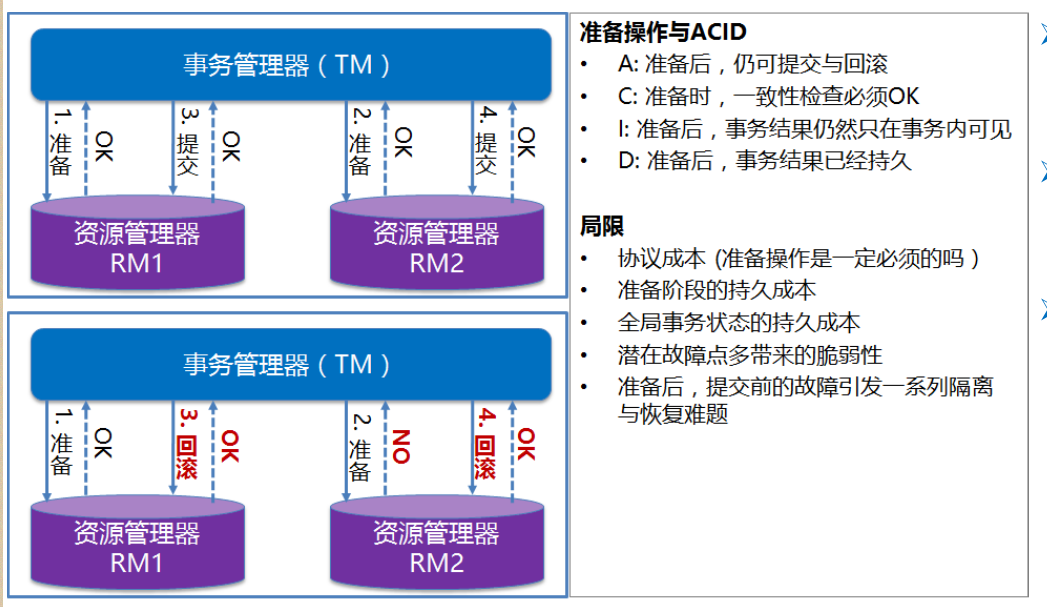 事务管理器（TM）
1. 准备
OK
3. 提交
OK
2. 准备
OK
4. 提交
OK
资源管理器
RM1
资源管理器
RM2
事务管理器（TM）
1. 准备
OK
3. 回滚
OK
2. 准备
NO
4. 回滚
OK
资源管理器
RM1
资源管理器
RM2
准备操作与ACID
• A: 准备后，仍可提交与回滚
• C: 准备时，一致性检查必须OK
• I: 准备后，事务结果仍然只在事务内可见
• D: 准备后，事务结果已经持久
局限
• 协议成本 (准备操作是一定必须的吗）
• 准备阶段的持久成本
• 全局事务状态的持久成本
• 潜在故障点多带来的脆弱性
• 准备后，提交前的故障引发一系列隔离
与恢复难题